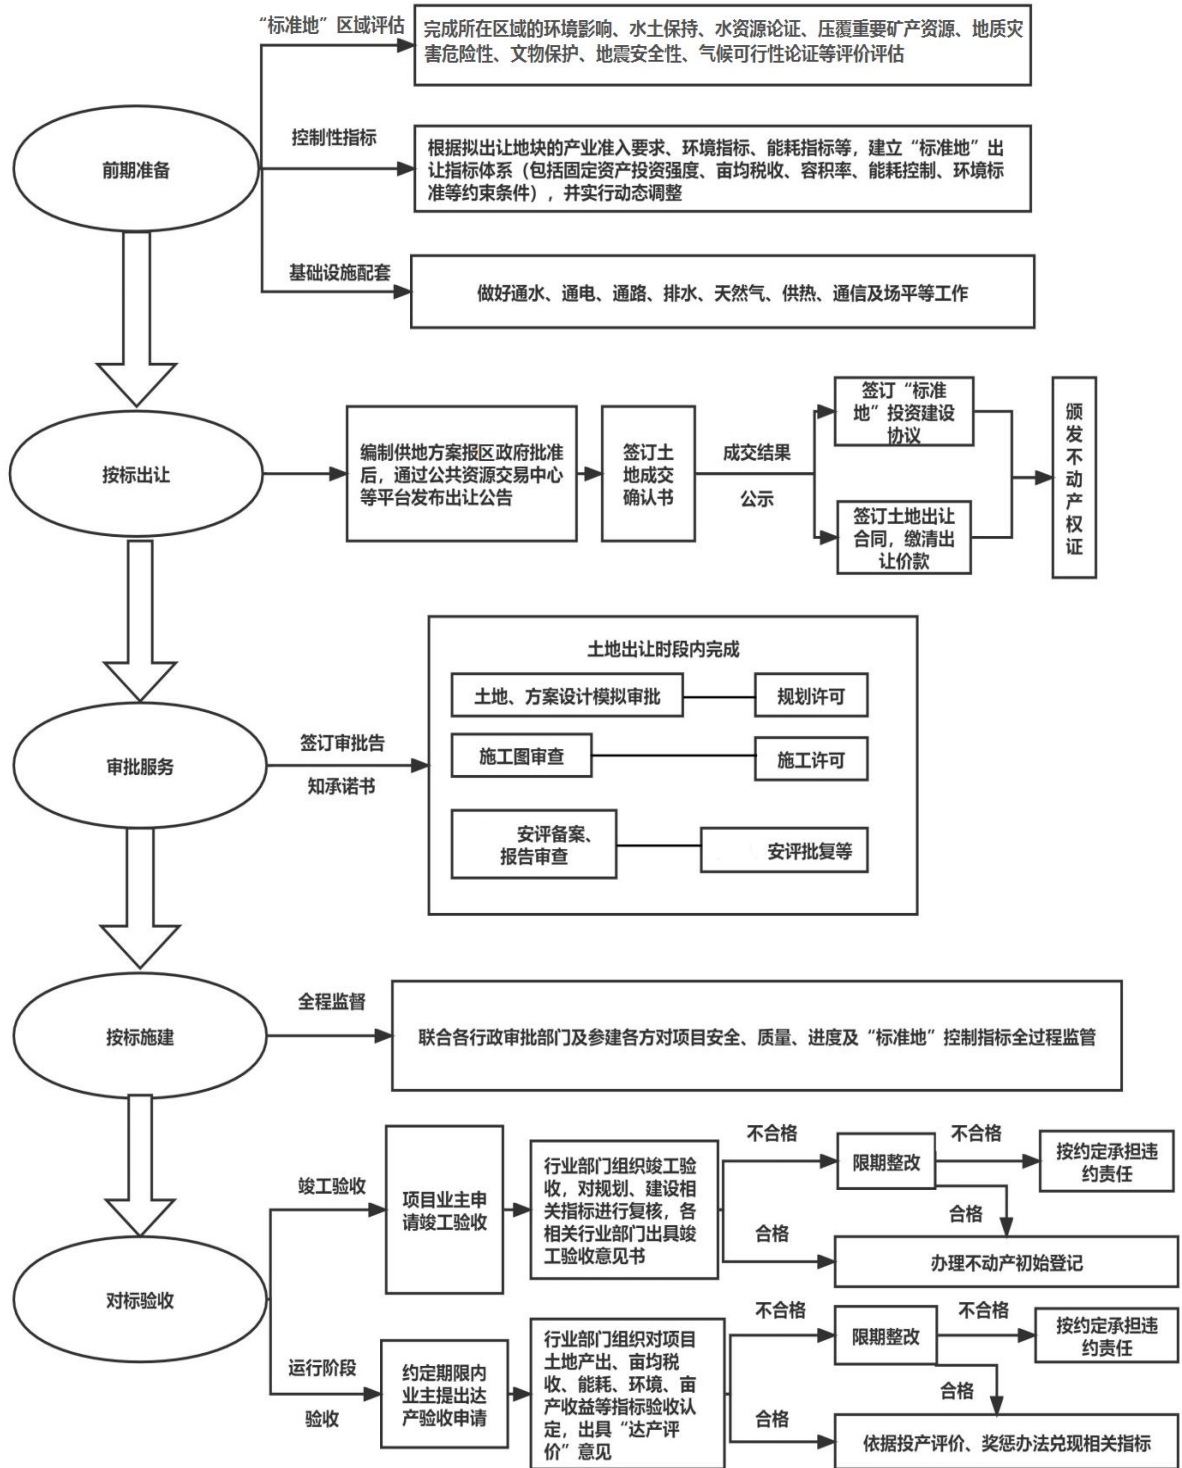 “标准地”区域评估
完成所在区域的环境影响、水土保持、水资源论证、压覆重要矿产资源、地质灾
害危险性、文物保护、地震安全性、气候可行性论证等评价评估
前期准备
控制性指标
根据拟出让地块的产业准入要求、环境指标、能耗指标等，建立“标准地”出
让指标体系（包括固定资产投资强度、亩均税收、容积率、能耗控制、环境标
准等约束条件），并实行动态调整
基础设施配套
做好通水、通电、通路、排水、天然气、供热、通信及场平等工作
按标出让
编制供地方案报区政府批准
后，通过公共资源交易中心
等平台发布出让公告
签订土
地成交
确认书
成交结果
公示
签订“标准
地”投资建设
协议
签订土地出让
合同，缴清出
让价款
颁
发
不
动
产
权
证
审批服务
签订审批告
知承诺书
土地出让时段内完成
土地、方案设计模拟审批
规划许可
施工图审查
施工许可
安评备案、
报告审查
安评批复等
按标施建
全程监督
联合各行政审批部门及参建各方对项目安全、质量、进度及“标准地”控制指标全过程监管
对标验收
竣工验收
项目业主申
请竣工验收
行业部门组织竣工验
收，对规划、建设相
关指标进行复核，各
相关行业部门出具竣
工验收意见书
不合格
限期整改
不合格
按约定承担违
约责任
合格
合格
办理不动产初始登记
运行阶段
验收
约定期限内
业主提出达
产验收申请
行业部门组织对项目
土地产出、亩均税
收、能耗、环境、亩
产收益等指标验收认
定，出具“达产评
价”意见
不合格
限期整改
不合格
按约定承担违
约责任
合格
合格
依据投产评价、奖惩办法兑现相关指标